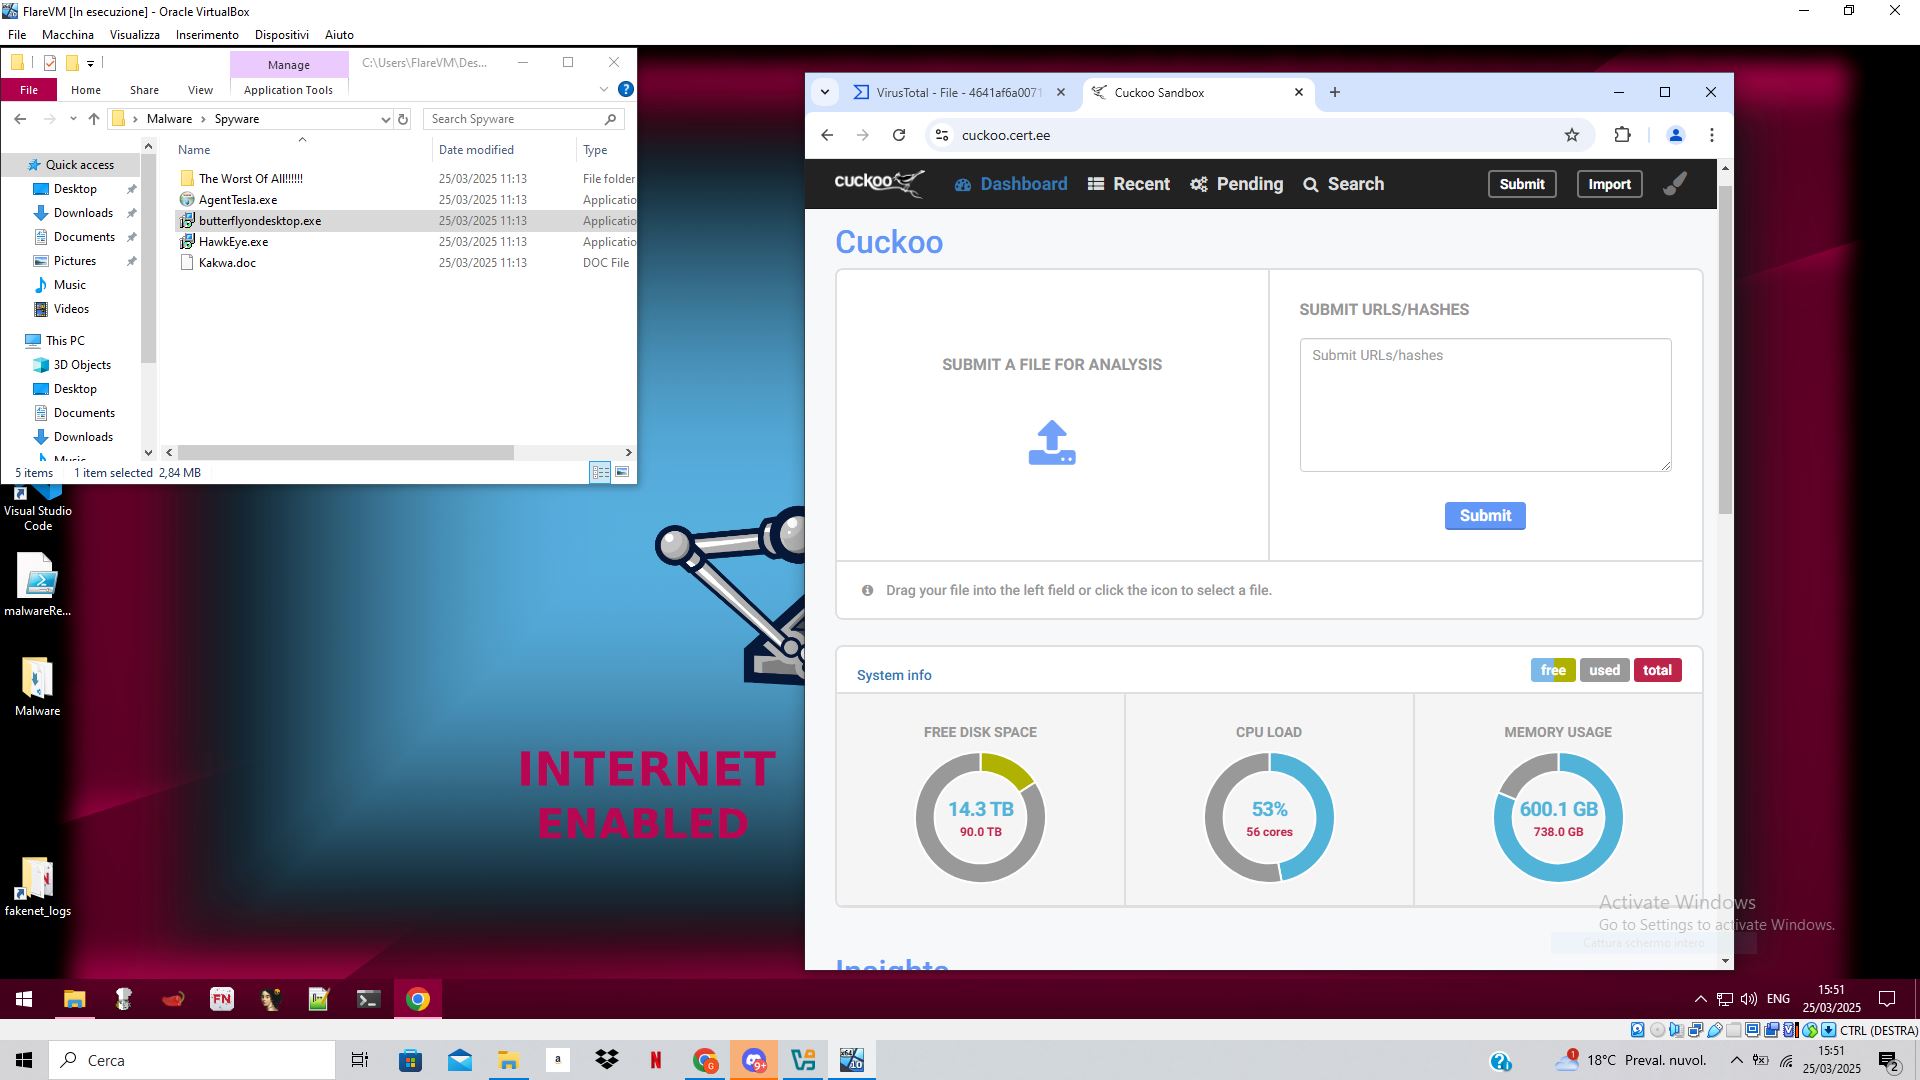 FlareVM [In esecuzione] - Oracle VirtualBox
File Macchina Visualizza Inserimento Dispositivi Aiuto
Manage C:\Users\FlareVM\Des...
File Home Share View Application Tools
Malware Spyware
Search Spyware
Name Date modified Type
Quick access
Desktop
Downloads
Documents
Pictures
Music
Videos
This PC
3D Objects
Desktop
Documents
Downloads
Music
The Worst Of All!!!!!! 25/03/2025 11:13 File folder
AgentTesla.exe 25/03/2025 11:13 Applicatio
butterflyondesktop.exe 25/03/2025 11:13 Applicatio
HawkEye.exe 25/03/2025 11:13 Applicatio
Kakwa.doc 25/03/2025 11:13 DOC File
5 items 1 item selected 2,84 MB
Visual Studio
Code
malwareRe...
Malware
fakenet_logs
INTERNET
ENABLED
VirusTotal - File - 4641af6a0071
Cuckoo Sandbox
cuckoo.cert.ee
cuckoo Dashboard Recent Pending Search Submit Import
Cuckoo
SUBMIT A FILE FOR ANALYSIS
SUBMIT URLS/HASHES
Submit URLs/hashes
Submit
Drag your file into the left field or click the icon to select a file.
System info free used total
FREE DISK SPACE
14.3 TB
90.0 TB
CPU LOAD
53%
56 cores
MEMORY USAGE
600.1 GB
738.0 GB
Insights
Activate Windows
Go to Settings to activate Windows.
Cattura schermo intero
FN
ENG
15:51
25/03/2025
CTRL (DESTRA)
Cerca
a
N
G
9+
x64
10
1
18°C Preval. nuvol.
15:51
25/03/2025
2